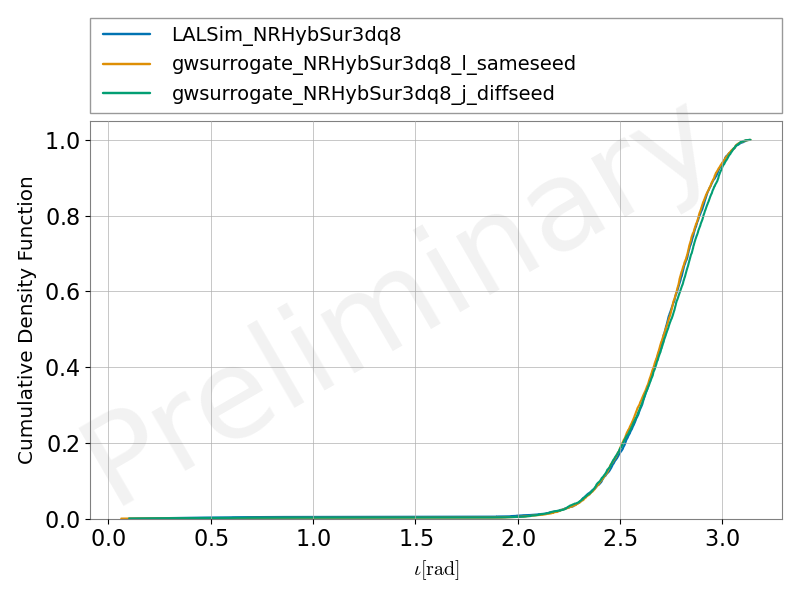 LALSim_NRHybSur3dq8
gwsurrogate_NRHybSur3dq8_l_sameseed
gwsurrogate_NRHybSur3dq8_j_diffseed
Preliminary
Cumulative Density Function
1.0
0.8
0.6
0.4
0.2
0.0
0.0 0.5 1.0 1.5 2.0 2.5 3.0
ι[rad]